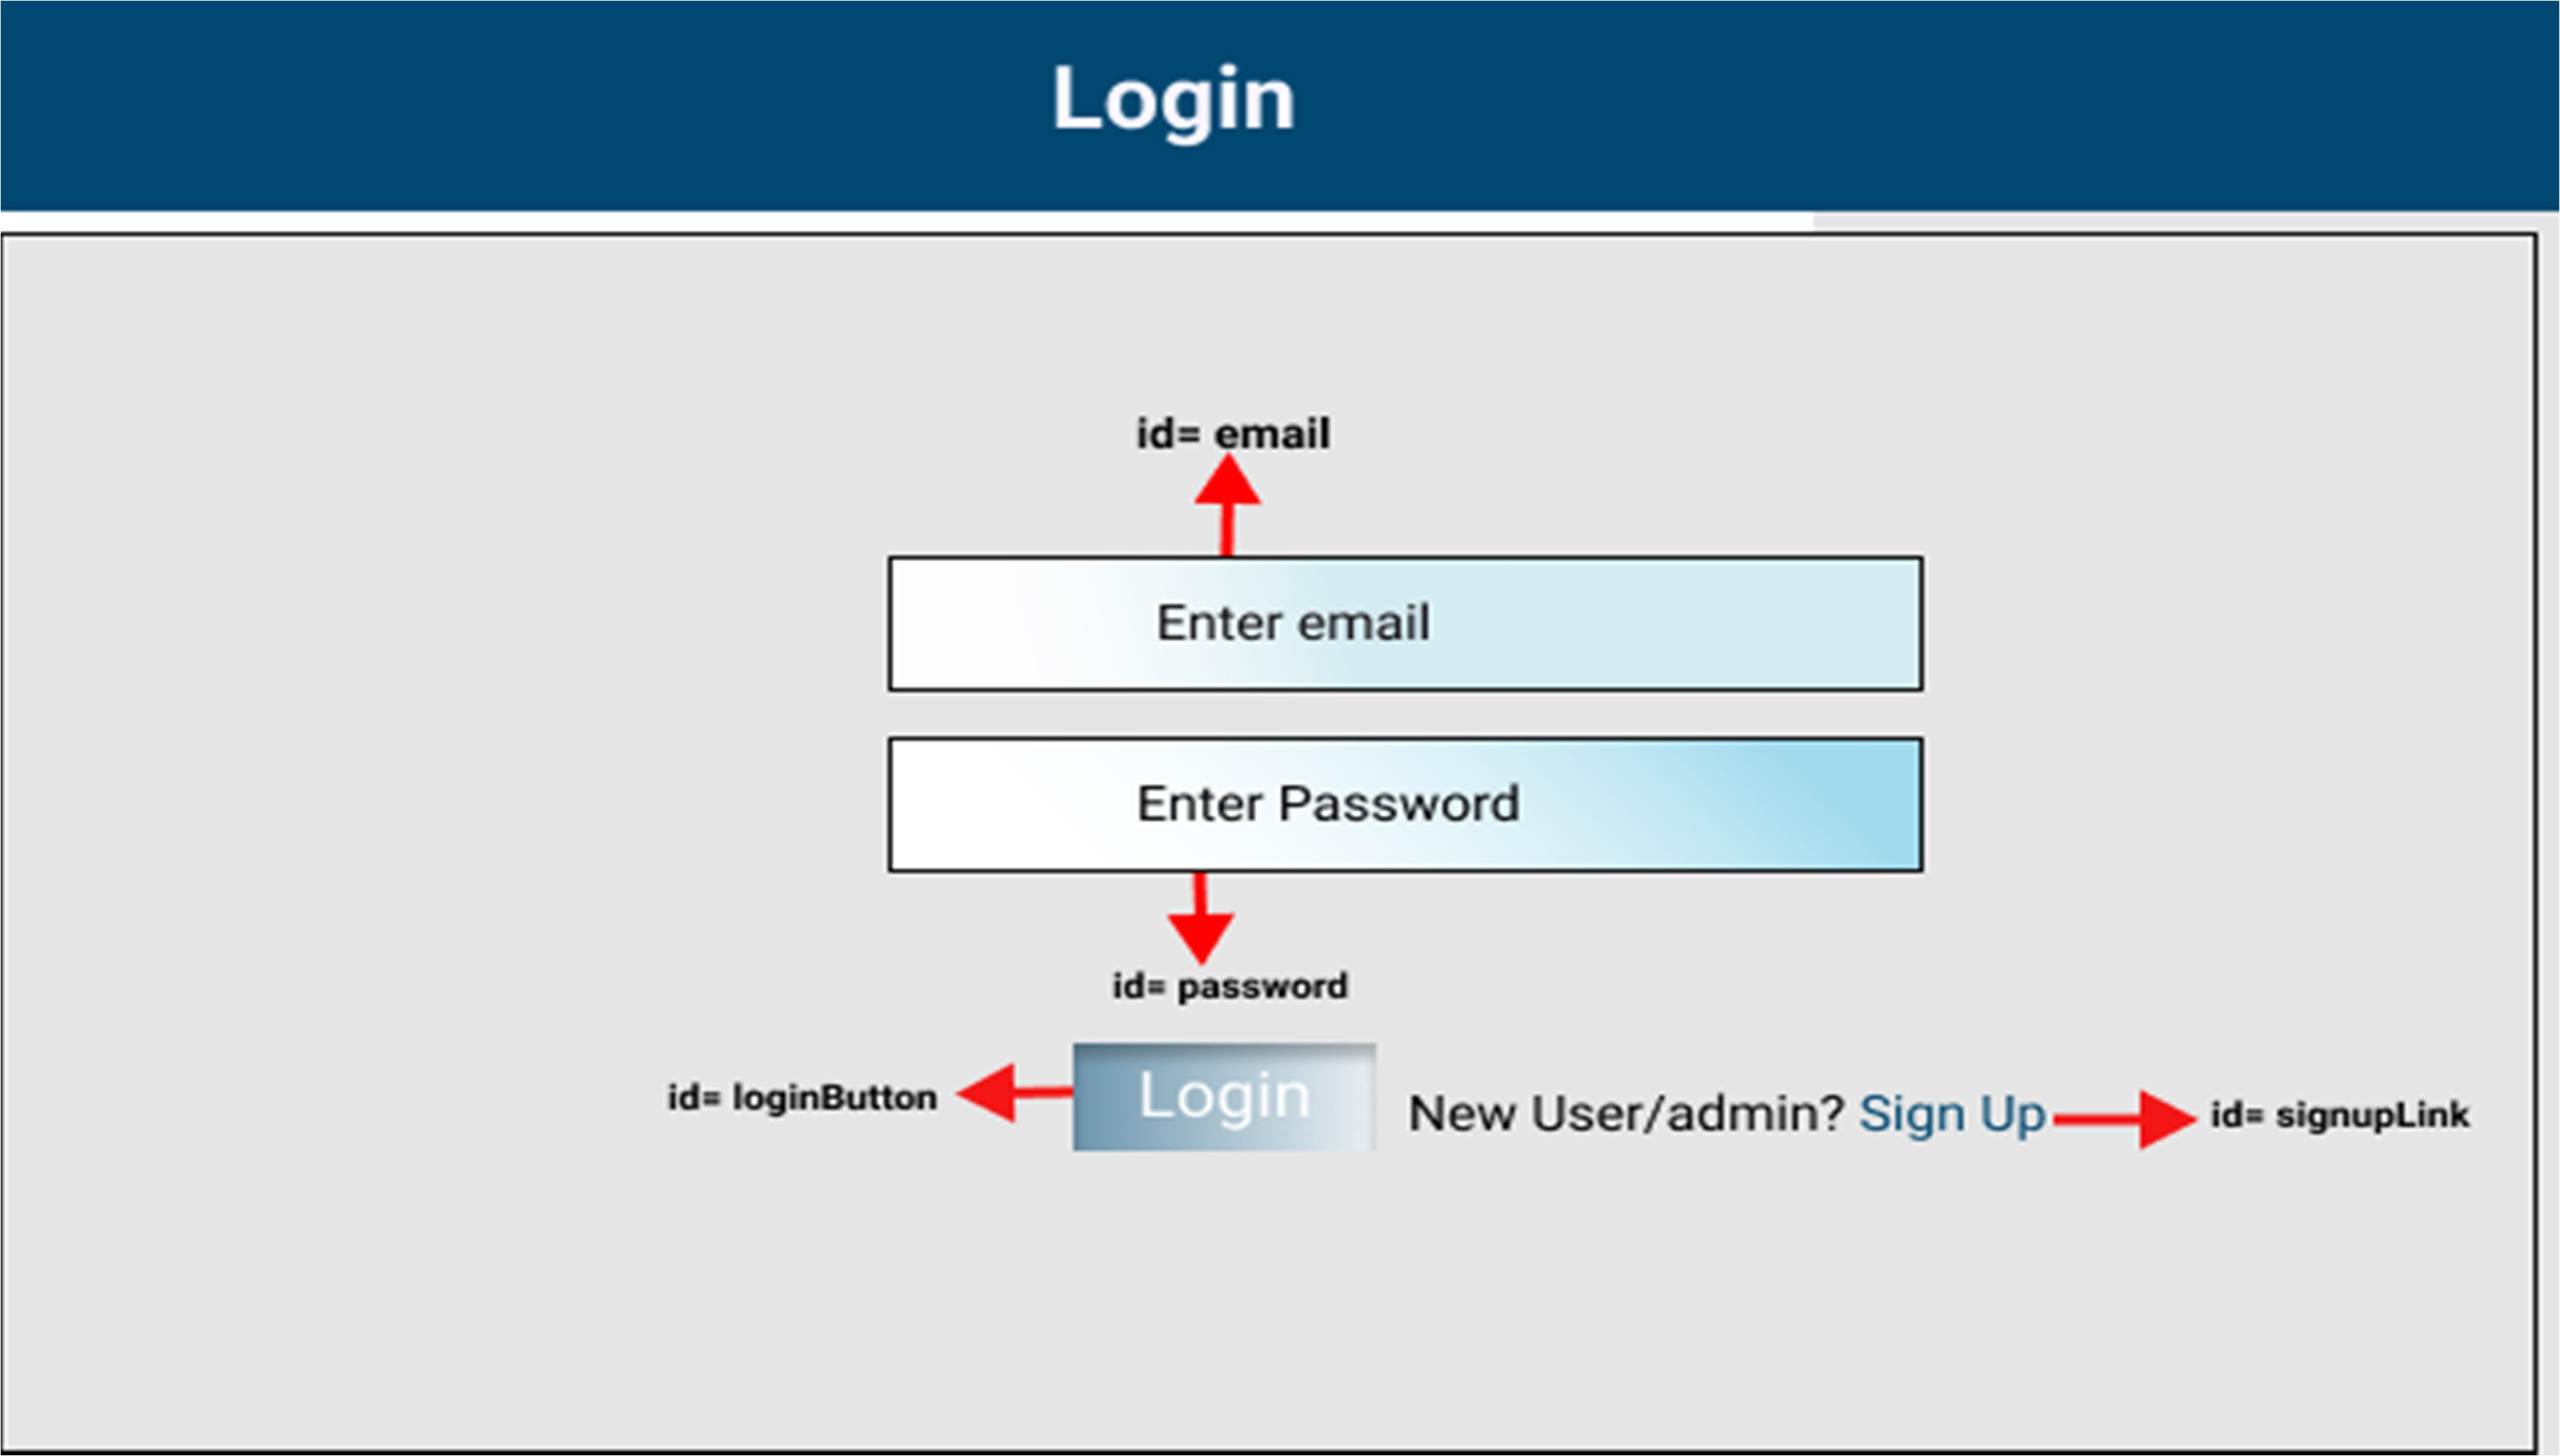 Login
id= email
Enter email
Enter Password
id= password
id= loginButton
Login
New User/admin? Sign Up
id= signupLink